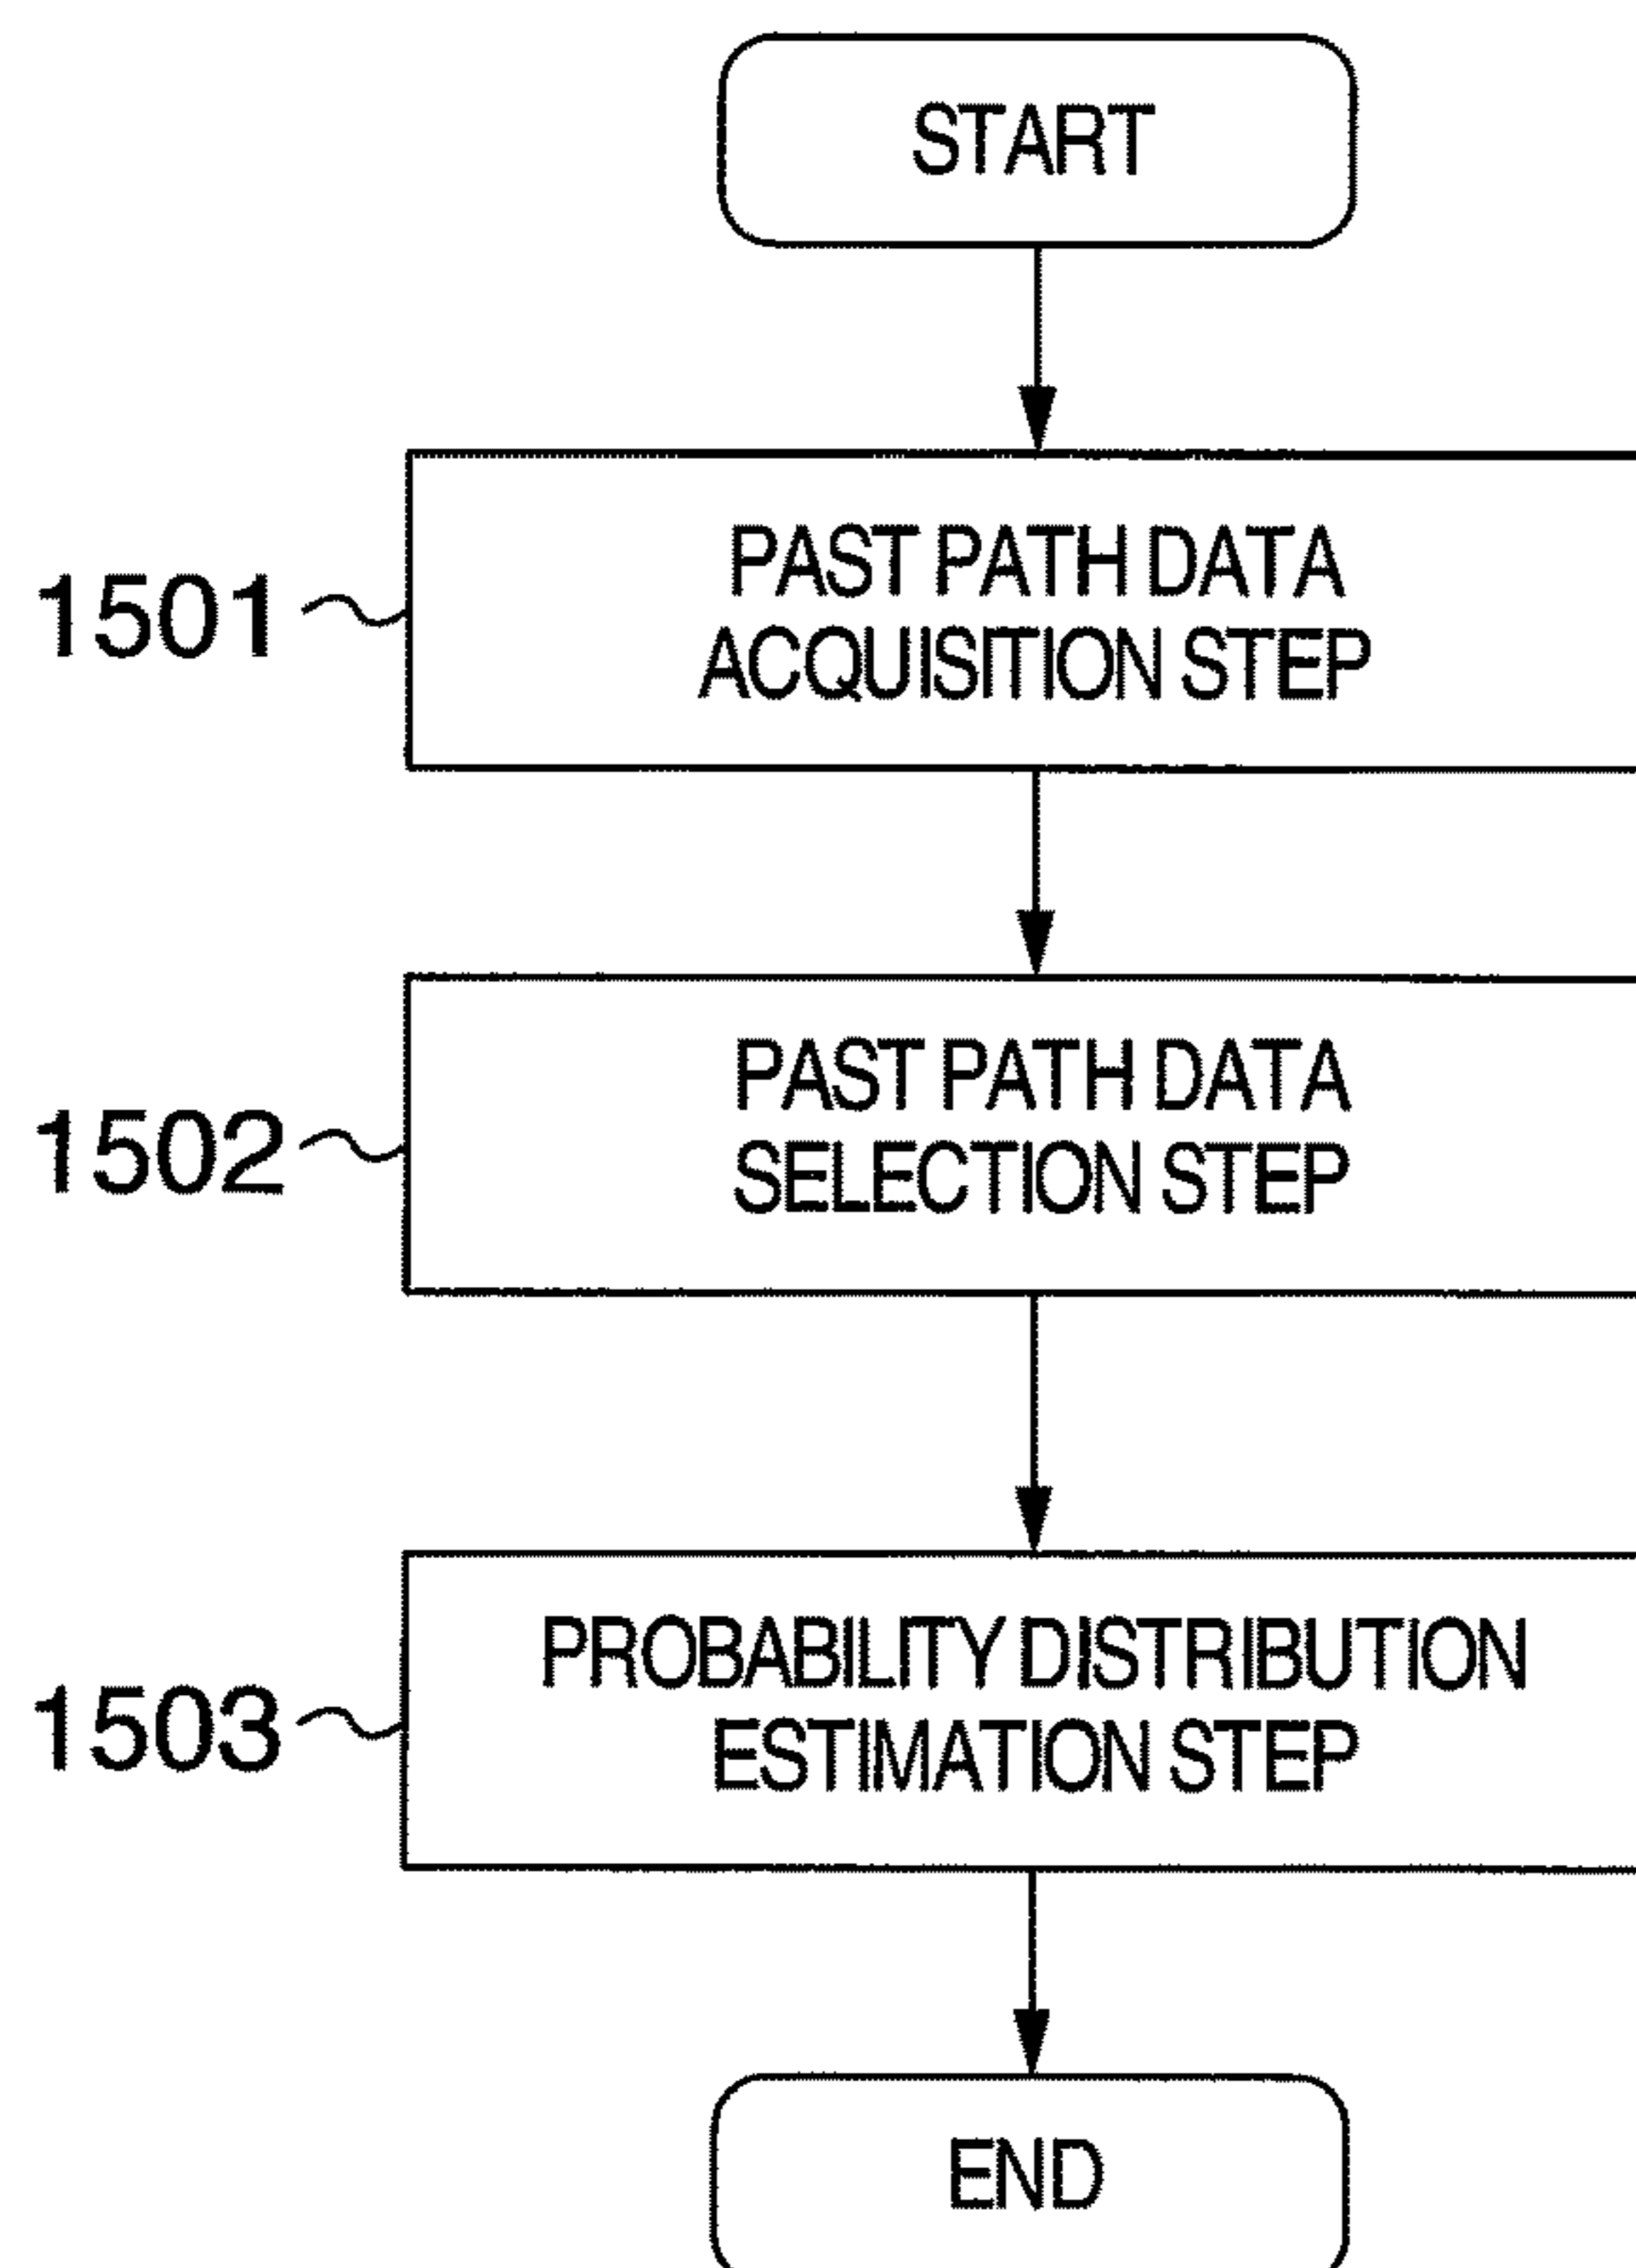 START
1501
PAST PATH DATA
ACQUISITION STEP
1502
PAST PATH DATA
SELECTION STEP
1503
PROBABILITY DISTRIBUTION
ESTIMATION STEP
END